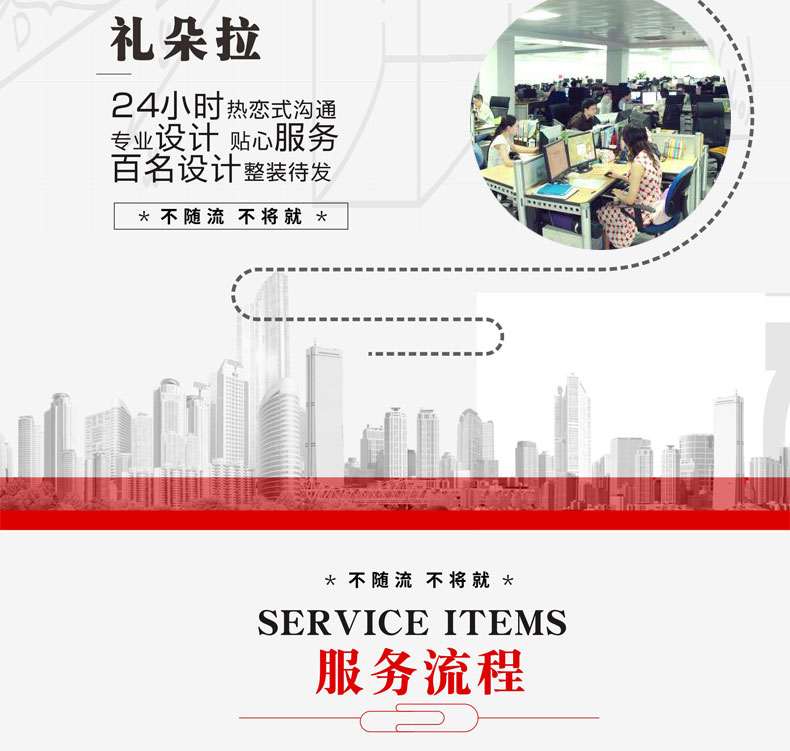 礼朵拉
24小时热恋式沟通
专业设计 贴心服务
百名设计整装待发
* 不随流 不将就 *
* 不随流 不将就 *
SERVICE ITEMS
服务流程